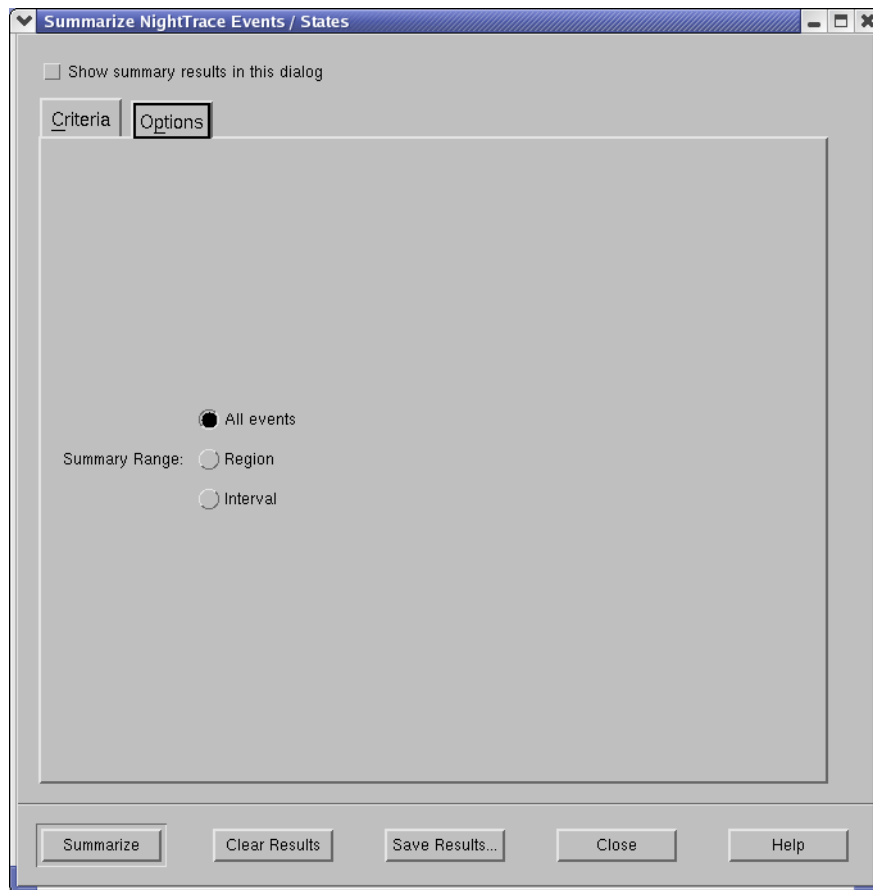 Summarize NightTrace Events / States
Show summary results in this dialog
Criteria Options
All events
Summary Range: Region
Interval
Summarize Clear Results Save Results... Close Help